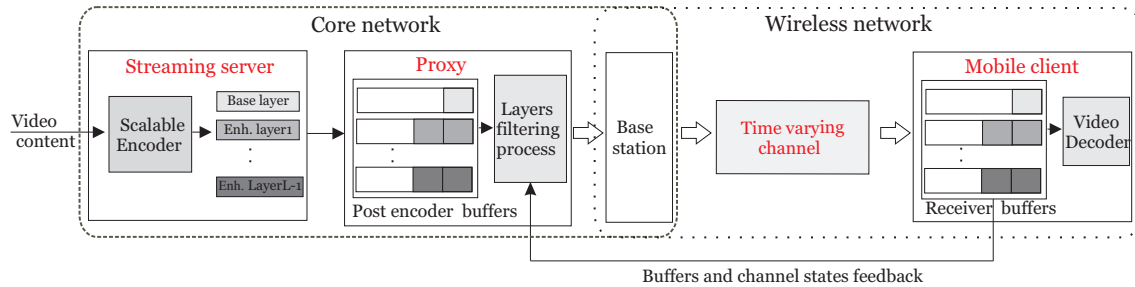 Core network
Wireless network
Streaming server
Proxy
Mobile client
Video
content
Scalable
Encoder
Base layer
Enh. layer1
Enh. LayerL-1
Layers
filtering
process
Post encoder buffers
Base
station
Time varying
channel
Video
Decoder
Receiver buffers
Buffers and channel states feedback